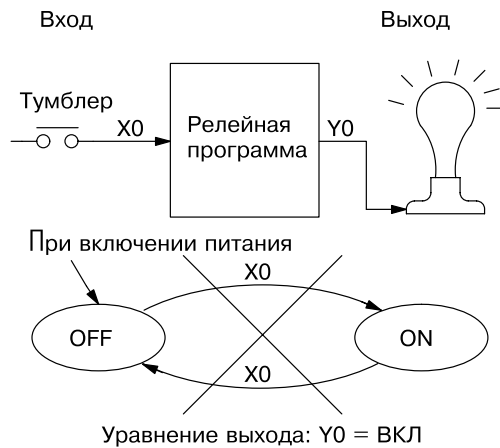 Вход
Выход
Тумблер
X0
Релейная
программа
Y0
При включении питания
X0
OFF
ON
X0
Уравнение выхода: Y0 = ВКЛ